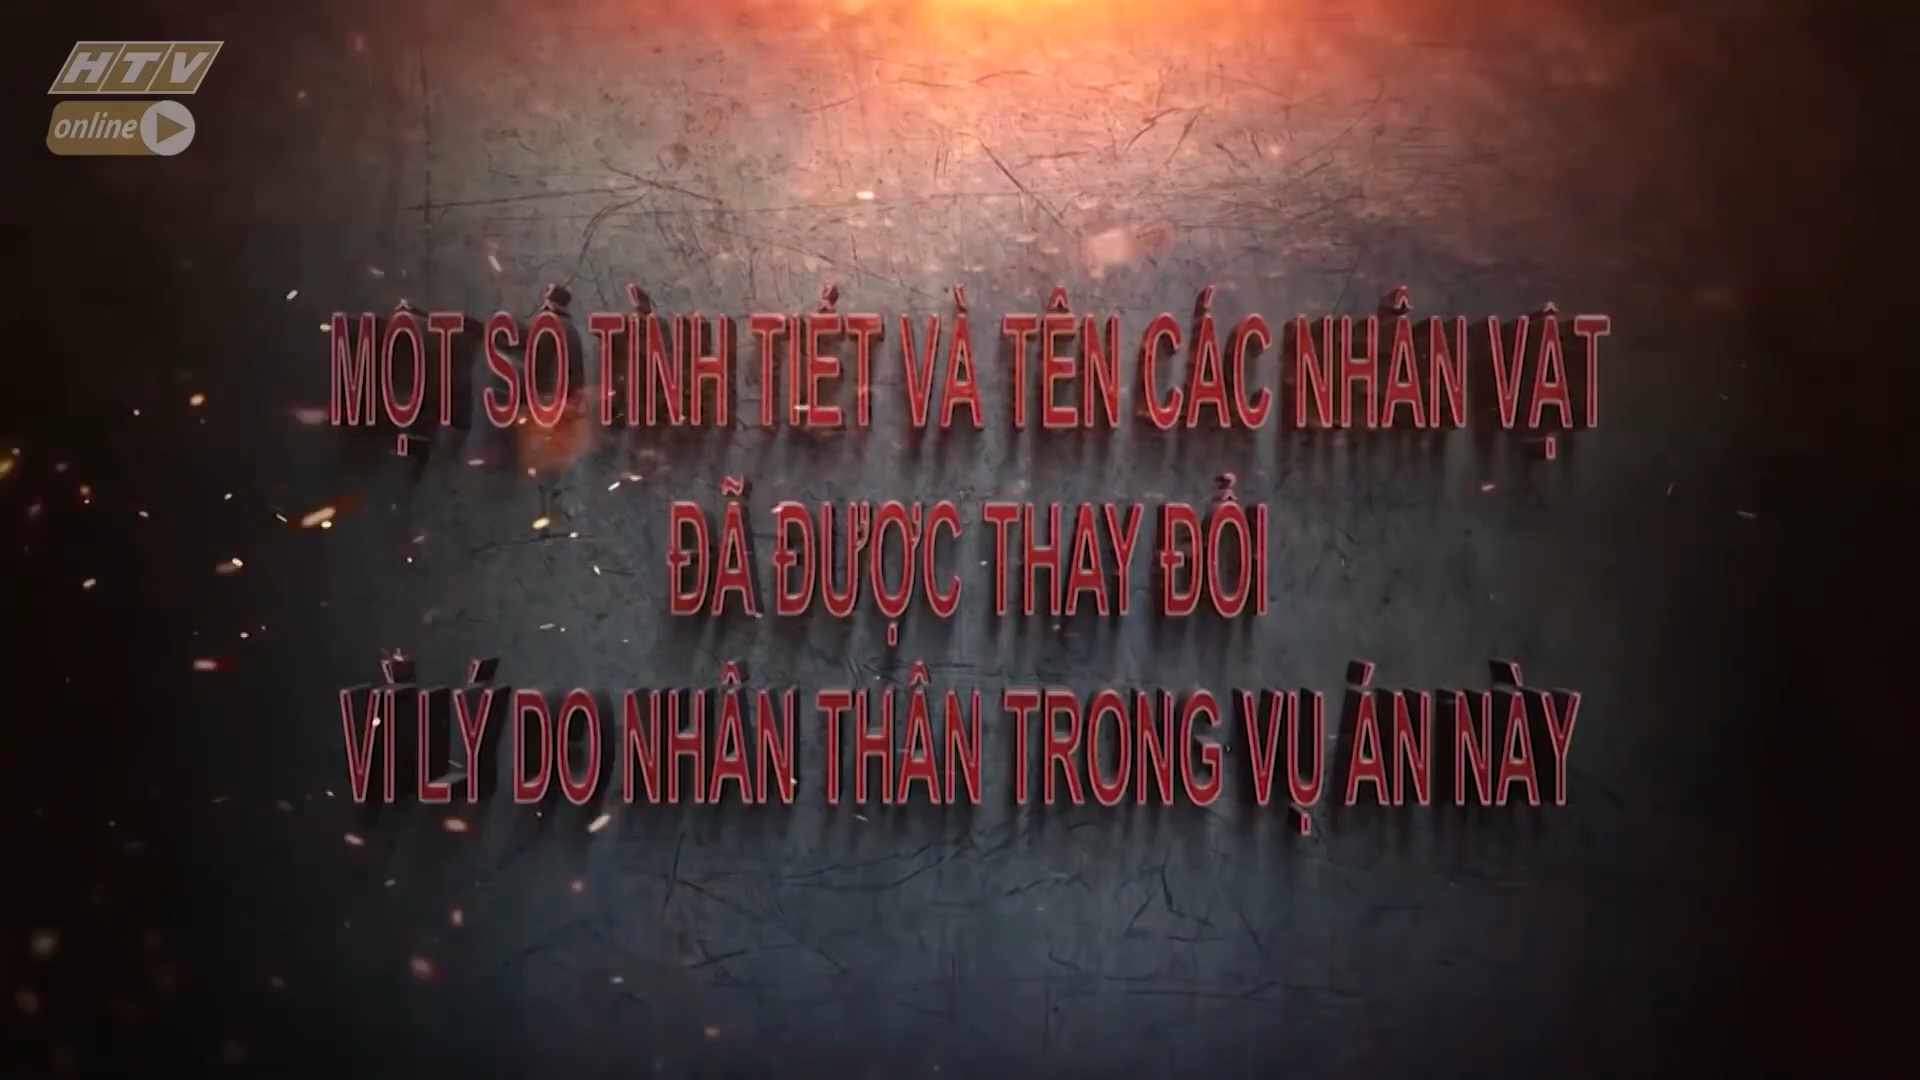 HTV
online
MỘT SỐ TÌNH TIẾT VÀ TÊN CÁC NHÂN VẬT
ĐÃ ĐƯỢC THAY ĐỔI
VÌ LÝ DO NHÂN THÂN TRONG VỤ ÁN NÀY